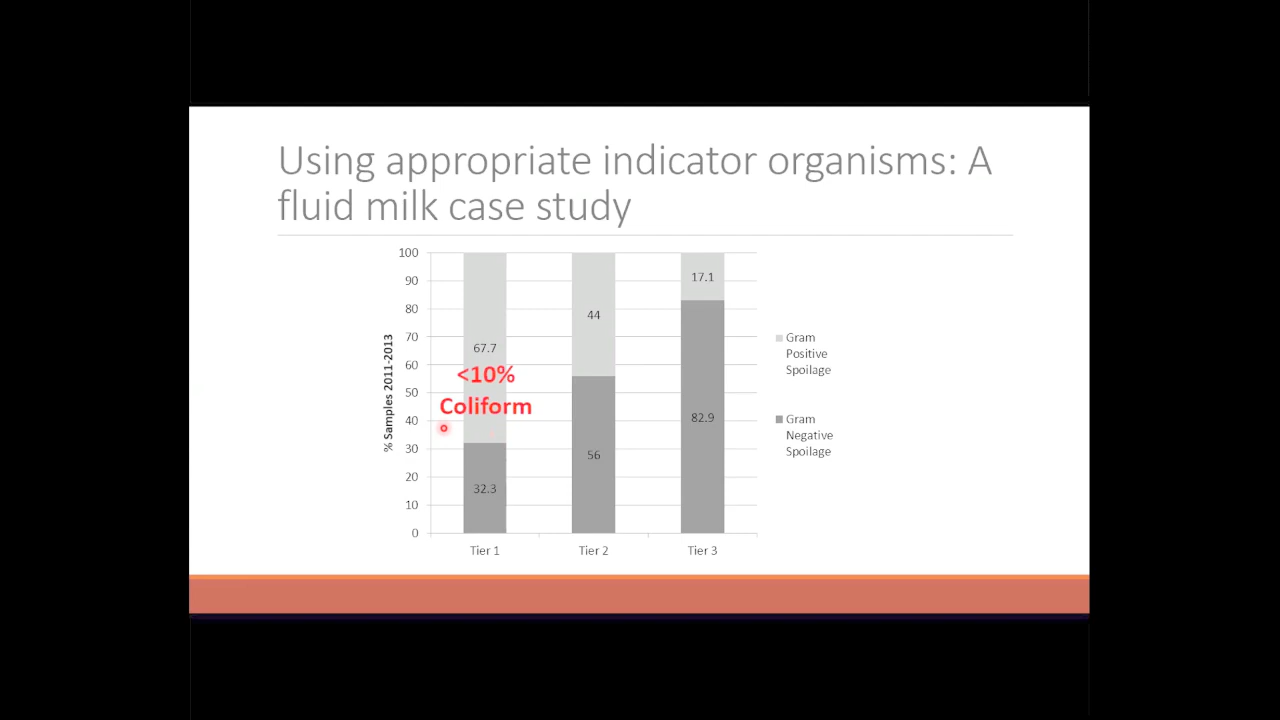 Using appropriate indicator organisms: A
fluid milk case study
% Samples 2011-2013
100
90
80
70
60
50
40
30
20
10
0
67.7
<10%
Coliform
32.3
44
56
17.1
82.9
Tier 1
Tier 2
Tier 3
Gram
Positive
Spoilage
Gram
Negative
Spoilage